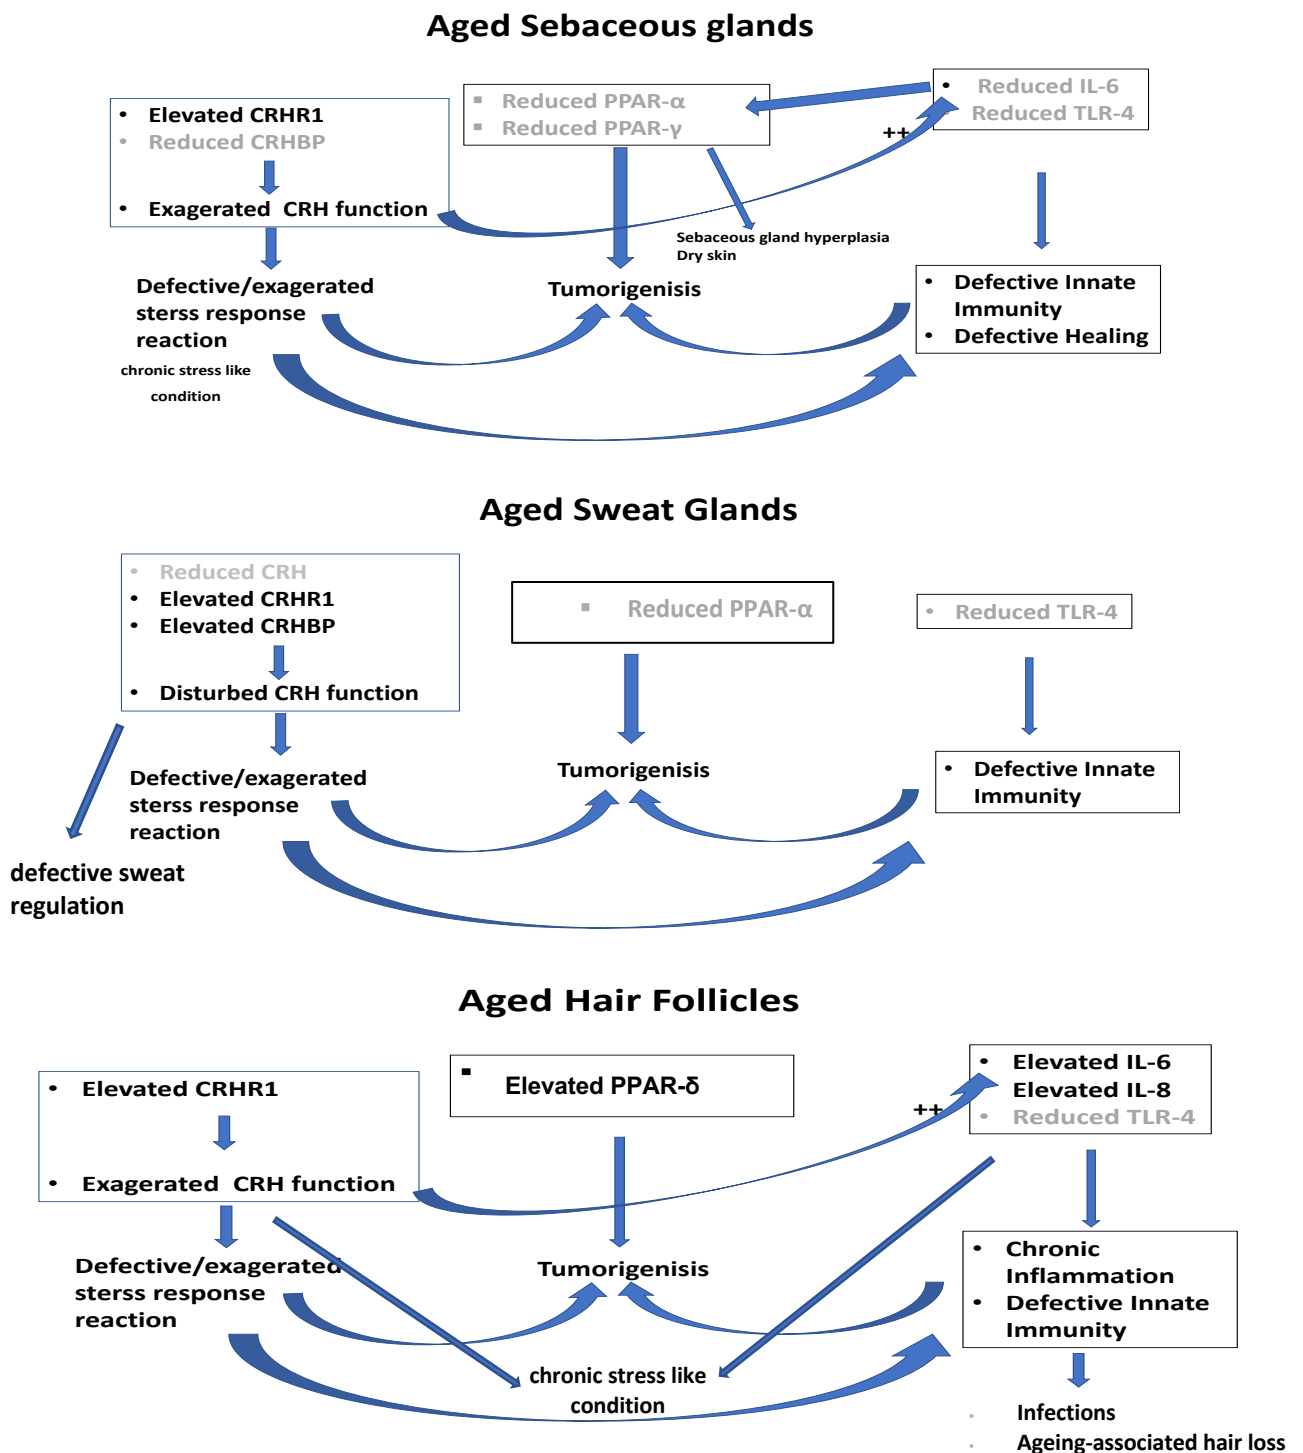 Aged Sebaceous glands
• Elevated CRHR1
• Reduced CRHBP
• Exagerated CRH function
▪ Reduced PPAR-α
▪ Reduced PPAR-γ
• Reduced IL-6
• Reduced TLR-4
++
Sebaceous gland hyperplasia
Dry skin
Defective/exagerated
sterss response
reaction
chronic stress like
condition
Tumorigenisis
• Defective Innate
Immunity
• Defective Healing
Aged Sweat Glands
• Reduced CRH
• Elevated CRHR1
• Elevated CRHBP
• Disturbed CRH function
▪ Reduced PPAR-α
• Reduced TLR-4
Defective/exagerated
sterss response
reaction
Tumorigenisis
• Defective Innate
Immunity
defective sweat
regulation
Aged Hair Follicles
• Elevated CRHR1
• Exagerated CRH function
▪ Elevated PPAR-δ
• Elevated IL-6
• Elevated IL-8
• Reduced TLR-4
++
Defective/exagerated
sterss response
reaction
Tumorigenisis
• Chronic
Inflammation
• Defective Innate
Immunity
chronic stress like
condition
• Infections
• Ageing-associated hair loss